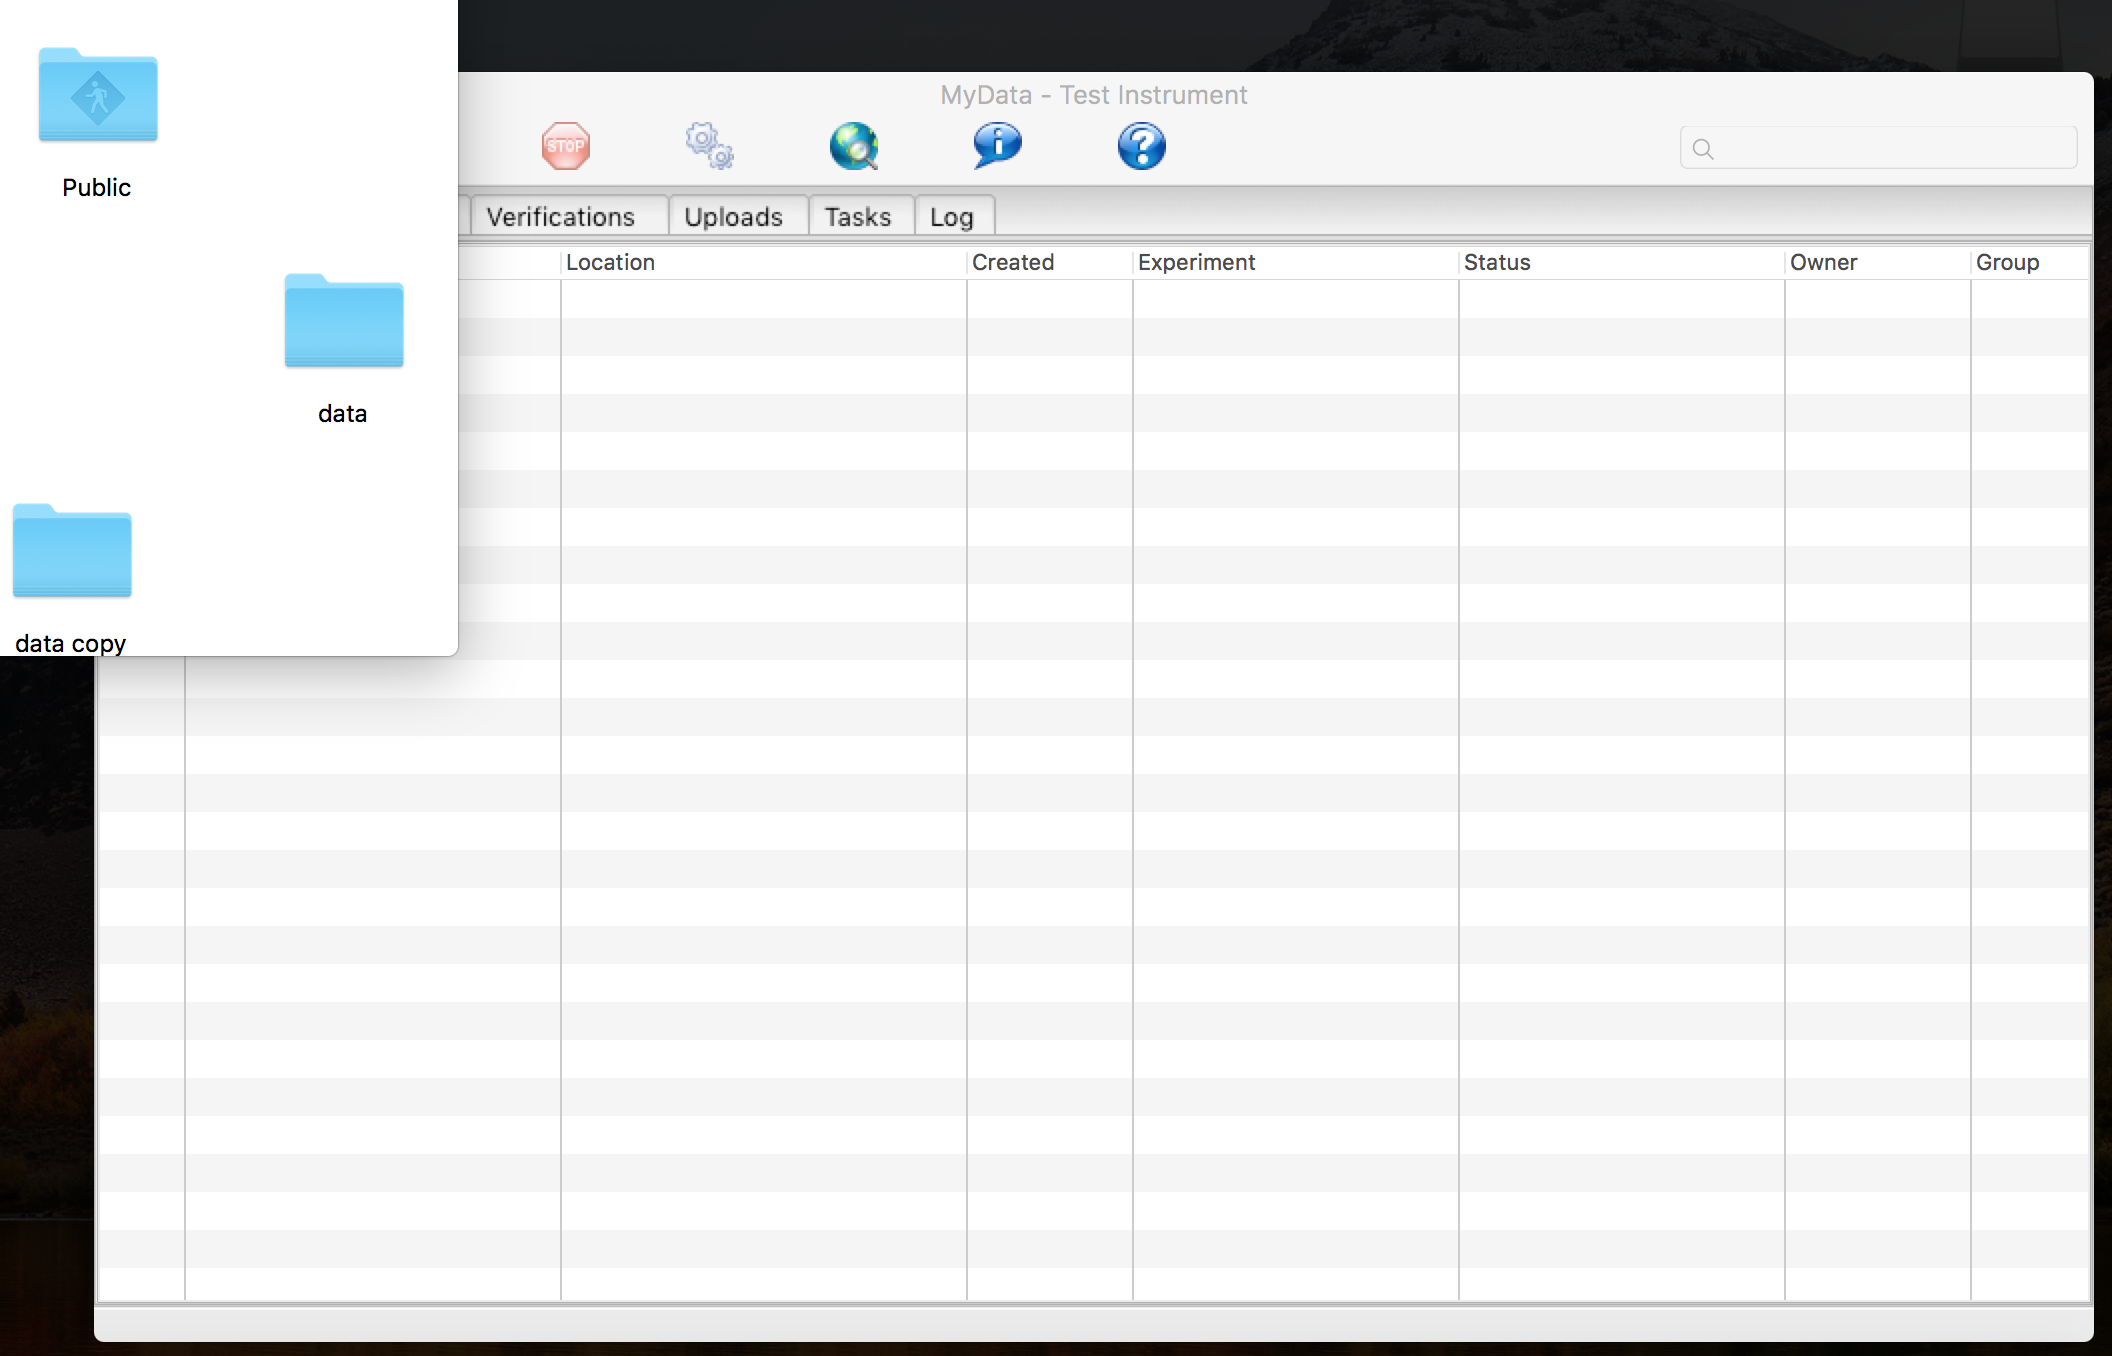 Public
data
data copy
MyData - Test Instrument
STOP
Verifications
Uploads
Tasks
Log
Location
Created
Experiment
Status
Owner
Group